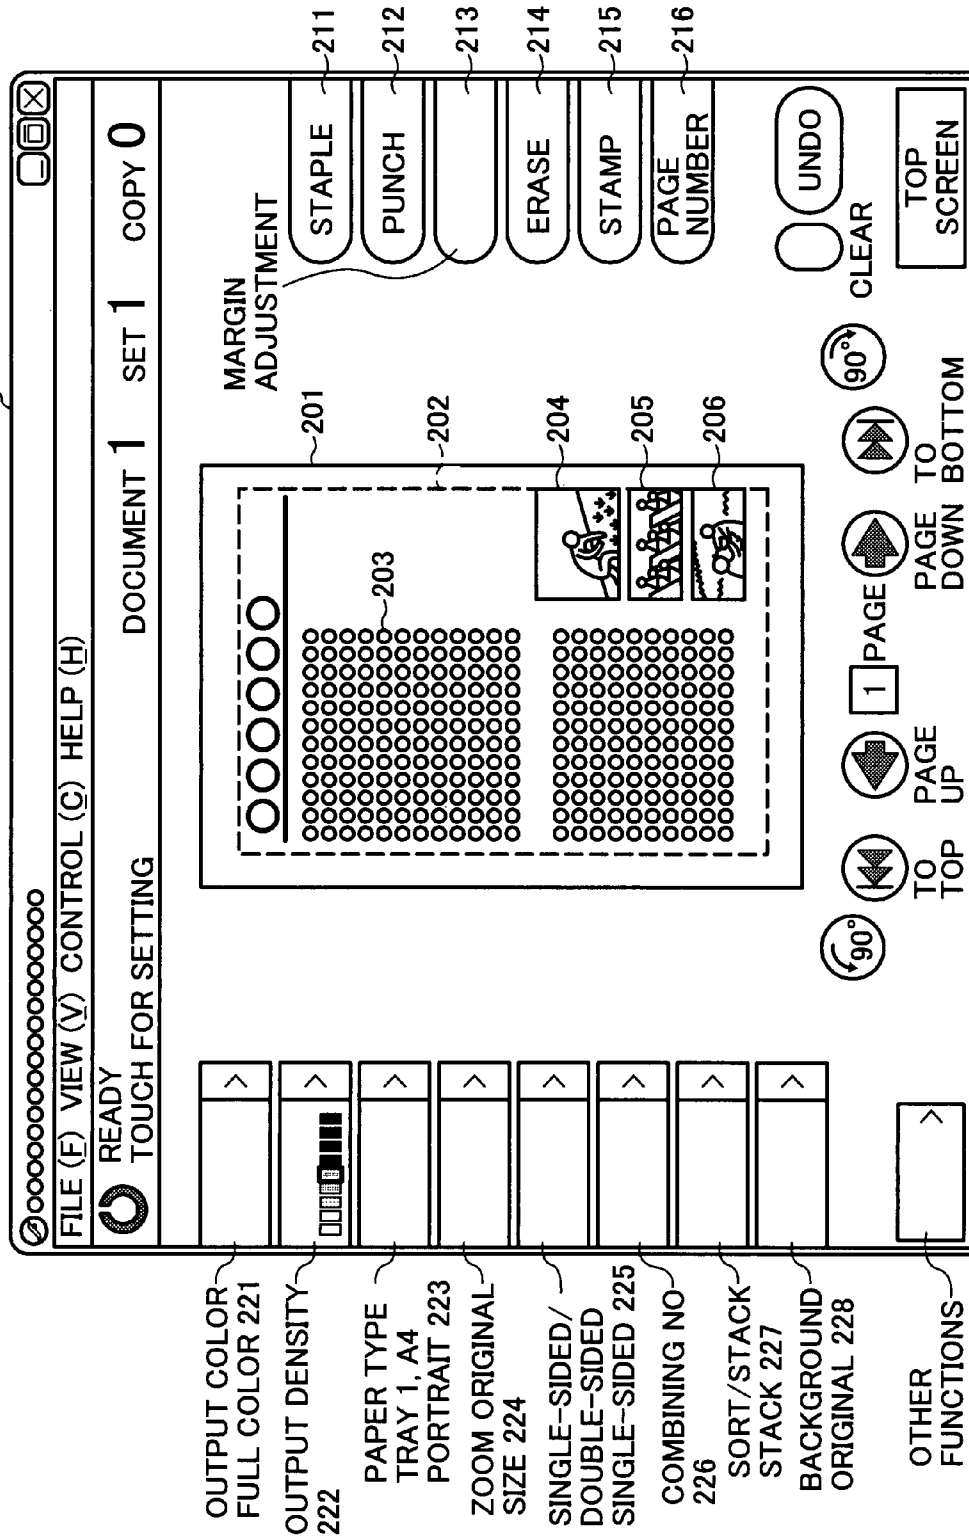 FILE (F) VIEW (V) CONTROL (C) HELP (H)
READY
TOUCH FOR SETTING
DOCUMENT 1 SET 1 COPY 0
OUTPUT COLOR
FULL COLOR 221
OUTPUT DENSITY
222
PAPER TYPE
TRAY 1, A4
PORTRAIT 223
ZOOM ORIGINAL
SIZE 224
SINGLE-SIDED/
DOUBLE-SIDED
SINGLE-SIDED 225
COMBINING NO
226
SORT/STACK
STACK 227
BACKGROUND
ORIGINAL 228
OTHER
FUNCTIONS
201
202
203
204
205
206
MARGIN
ADJUSTMENT
STAPLE
211
PUNCH
212
213
ERASE
214
STAMP
215
PAGE
NUMBER
216
90°
TO
TOP
PAGE
UP
1 PAGE
PAGE
DOWN
TO
BOTTOM
90°
CLEAR
UNDO
TOP
SCREEN